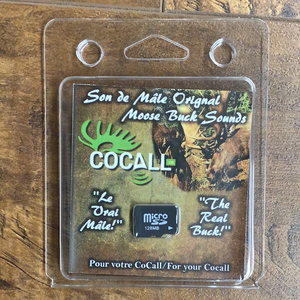 Son de Mâle Orignal
Moose Buck Sounds
COCALL
"Le
Vrai
Mâle!"
micro
SD
128MB
"The
Real
Buck!"
Pour votre CoCall/For your Cocall